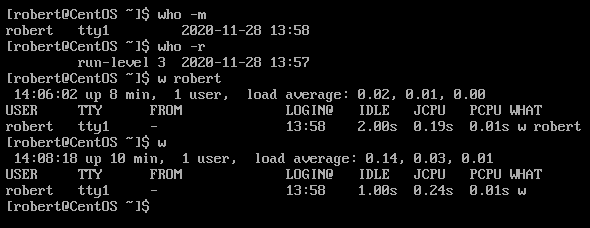 [robert@CentOS ~]$ who -m
robert   tty1         2020-11-28 13:58
[robert@CentOS ~]$ who -r
         run-level 3  2020-11-28 13:57
[robert@CentOS ~]$ w robert
 14:06:02 up 8 min,  1 user,  load average: 0.02, 0.01, 0.00
USER     TTY      FROM             LOGIN@   IDLE   JCPU   PCPU WHAT
robert   tty1     -                13:58    2.00s  0.19s  0.01s w robert
[robert@CentOS ~]$ w
 14:08:18 up 10 min,  1 user,  load average: 0.14, 0.03, 0.01
USER     TTY      FROM             LOGIN@   IDLE   JCPU   PCPU WHAT
robert   tty1     -                13:58    1.00s  0.24s  0.01s w
[robert@CentOS ~]$